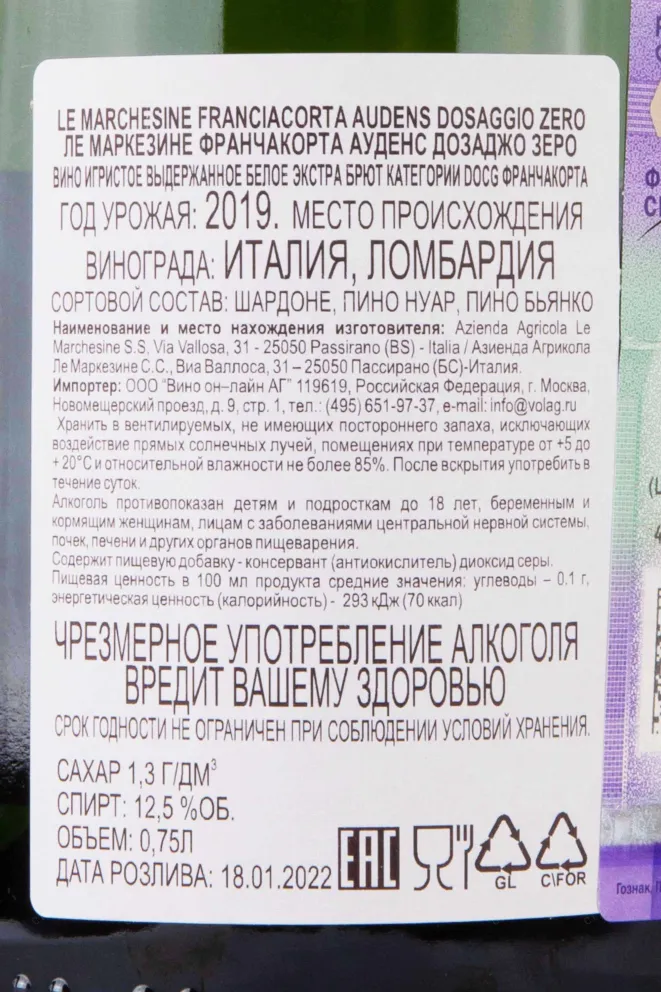 LE MARCHESINE FRANCIACORTA AUDENS DOSAGGIO ZERO
ЛЕ МАРКЕЗИНЕ ФРАНЧАКОРТА АУДЕНС ДОЗАДЖО ЗЕРО
ВИНО ИГРИСТОЕ ВЫДЕРЖАННОЕ БЕЛОЕ ЭКСТРА БРЮТ КАТЕГОРИИ DOCG ФРАНЧАКОРТА
ГОД УРОЖАЯ: 2019. МЕСТО ПРОИСХОЖДЕНИЯ
ВИНОГРАДА: ИТАЛИЯ, ЛОМБАРДИЯ
СОРТОВОЙ СОСТАВ: ШАРДОНЕ, ПИНО НУАР, ПИНО БЬЯНКО
Наименование и место нахождения изготовителя: Azienda Agricola Le
Marchesine S.S. Via Vallosa, 31 - 25050 Passirano (BS) - Italia / Азиенда Агрикола
Ле Маркезине С.С., Виа Валлоса, 31 – 25050 Пассирано (БС)-Италия.
Импортер: ООО "Вино он–лайн АГ" 119619, Российская Федерация, г. Москва,
Новомещерский проезд, д. 9, стр. 1, тел.: (495) 651-97-37, e-mail: info@volag.ru
Хранить в вентилируемых, не имеющих постороннего запаха, исключающих
воздействие прямых солнечных лучей, помещениях при температуре от +5 до
+ 20°С и относительной влажности не более 85%. После вскрытия употребить в
течение суток.
Алкоголь противопоказан детям и подросткам до 18 лет, беременным и
кормящим женщинам, лицам с заболеваниями центральной нервной системы,
почек, печени и других органов пищеварения.
Содержит пищевую добавку - консервант (антиокислитель) диоксид серы.
Пищевая ценность в 100 мл продукта средние значения: углеводы – 0.1 г,
энергетическая ценность (калорийность) - 293 кДж (70 ккал)
ЧРЕЗМЕРНОЕ УПОТРЕБЛЕНИЕ АЛКОГОЛЯ
ВРЕДИТ ВАШЕМУ ЗДОРОВЬЮ
СРОК ГОДНОСТИ НЕ ОГРАНИЧЕН ПРИ СОБЛЮДЕНИИ УСЛОВИЙ ХРАНЕНИЯ.
САХАР 1,3 Г/ДМ³
СПИРТ: 12,5 %ОБ.
ОБЪЕМ: 0,75Л
ДАТА РОЗЛИВА: 18.01.2022
EAC
GL
C\FOR
Гознак,